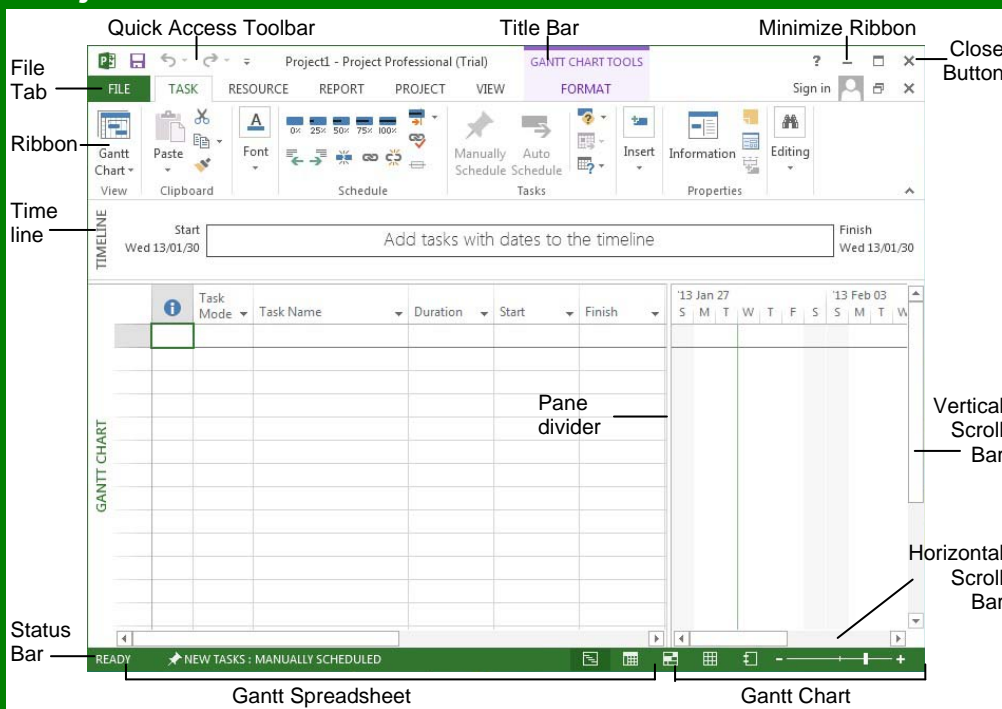 Quick Access Toolbar
Title Bar
Minimize Ribbon
Close
Button
File
Tab
Ribbon
Time
line
Project1 - Project Professional (Trial)
GANTT CHART TOOLS
?
FILE TASK RESOURCE REPORT PROJECT VIEW FORMAT
Sign in
Gantt
Chart
Paste
Font
0% 25% 50% 75% 100%
Manually
Schedule
Auto
Schedule
Insert
Information
Editing
View
Clipboard
Schedule
Tasks
Properties
TIMELINE
Start
Wed 13/01/30
Add tasks with dates to the timeline
Finish
Wed 13/01/30
Task
Mode
Task Name
Duration
Start
Finish
'13 Jan 27
'13 Feb 03
S M T W T F S S M T W
GANTT CHART
Pane
divider
Vertical
Scroll
Bar
Horizontal
Scroll
Bar
Status
Bar
READY
NEW TASKS : MANUALLY SCHEDULED
Gantt Spreadsheet
Gantt Chart